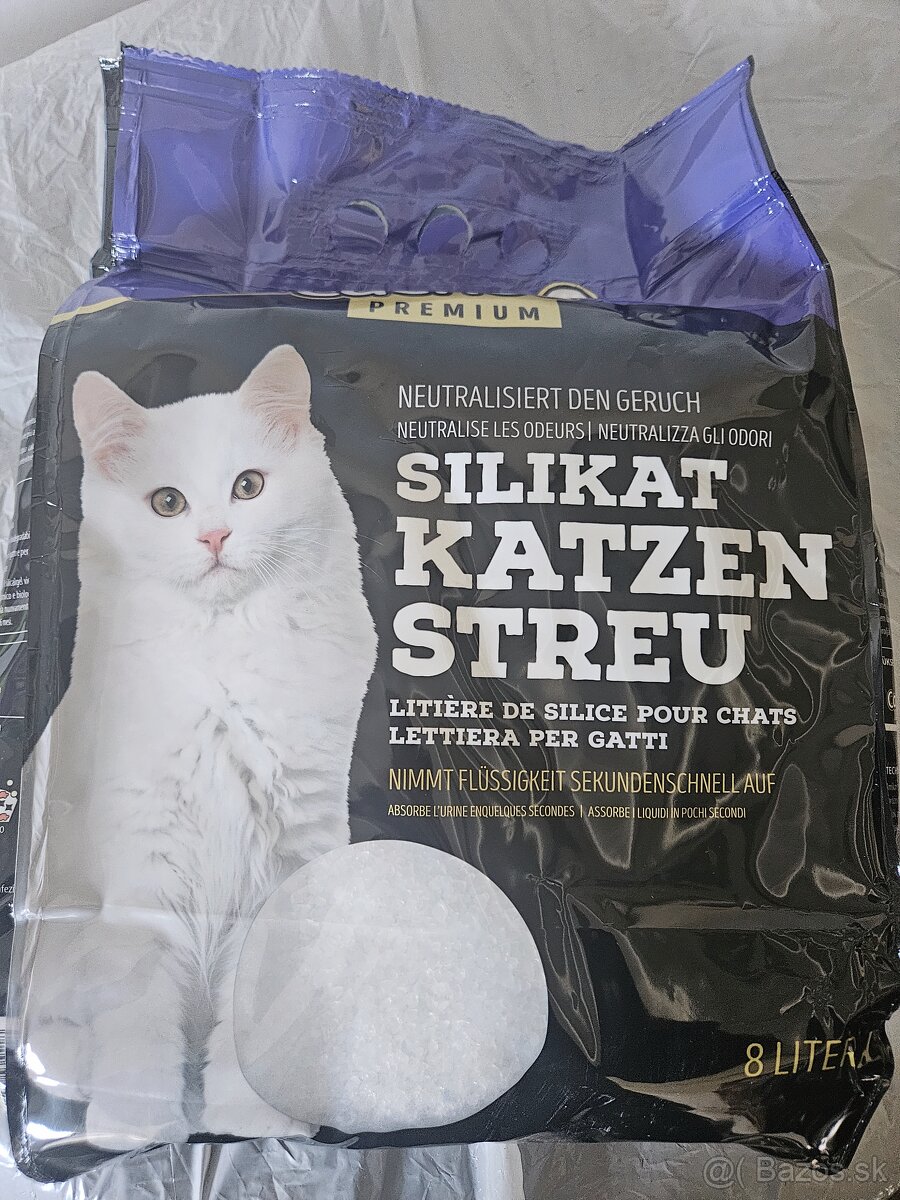 PREMIUM
NEUTRALISIERT DEN GERUCH
NEUTRALISE LES ODEURS | NEUTRALIZZA GLI ODORI
SILIKAT
KATZEN
STREU
LITIÈRE DE SILICE POUR CHATS
LETTIERA PER GATTI
NIMMT FLÜSSIGKEIT SEKUNDENSCHNELL AUF
ABSORBE L'URINE ENQUELQUES SECONDES | ASSORBE I LIQUIDI IN POCHI SECONDI
8 LITER
@( Bazos.sk